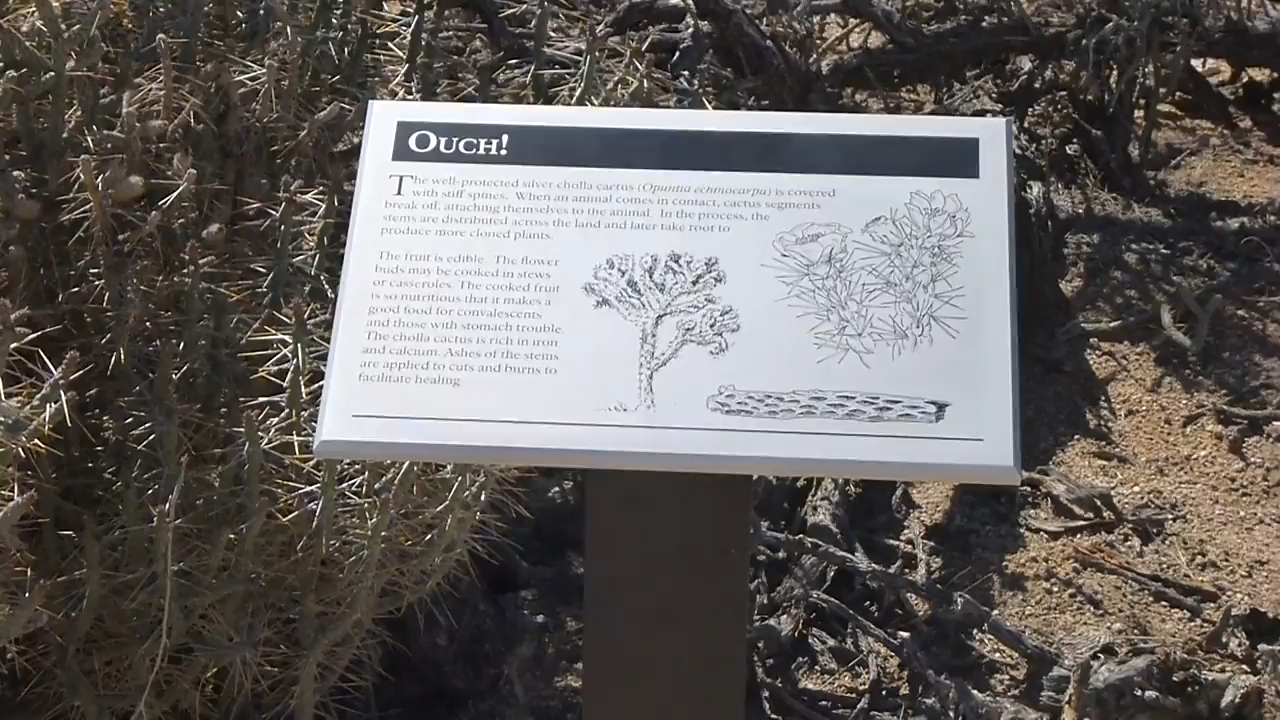 OUCH!
The well-protected silver cholla cactus (Opuntia echinocarpa) is covered
with stiff spines. When an animal comes in contact, cactus segments
break off, attaching themselves to the animal. In the process, the
stems are distributed across the land and later take root to
produce more cloned plants.
The fruit is edible. The flower
buds may be cooked in stews
or casseroles. The cooked fruit
is so nutritious that it makes a
good food for convalescents
and those with stomach trouble.
The cholla cactus is rich in iron
and calcium. Ashes of the stems
are applied to cuts and burns to
facilitate healing.